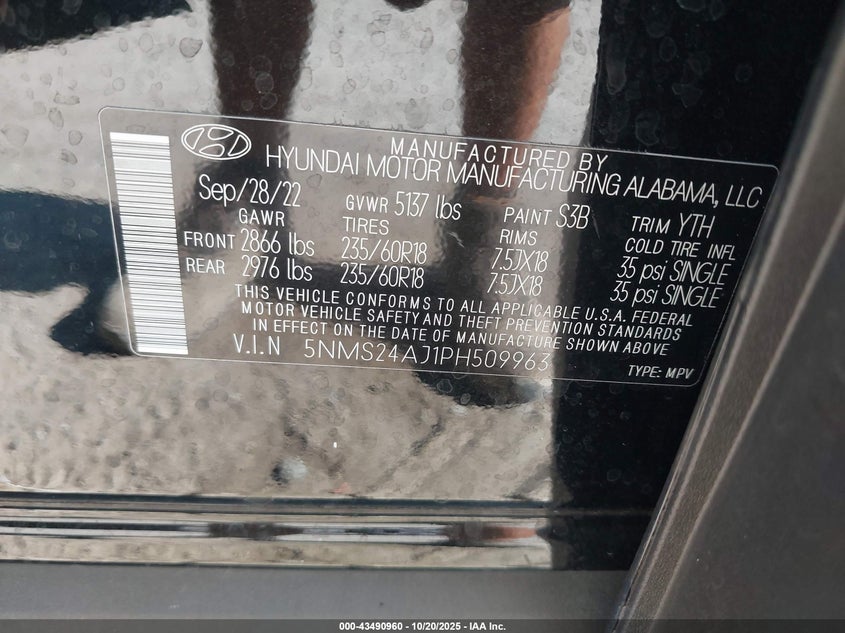 MANUFACTURED BY
HYUNDAI MOTOR MANUFACTURING ALABAMA, LLC
Sep/28/22 GVWR 5137 lbs PAINT S3B TRIM YTH
GAWR TIRES RIMS COLD TIRE INFL
FRONT 2866 lbs 235/60R18 7.5JX18 35 psi SINGLE
REAR 2976 lbs 235/60R18 7.5JX18 35 psi SINGLE
THIS VEHICLE CONFORMS TO ALL APPLICABLE U.S.A. FEDERAL
MOTOR VEHICLE SAFETY AND THEFT PREVENTION STANDARDS
IN EFFECT ON THE DATE OF MANUFACTURE SHOWN ABOVE
V.I.N 5NMS24AJ1PH509963
TYPE: MPV
000-43490960 - 10/20/2025 - IAA Inc.